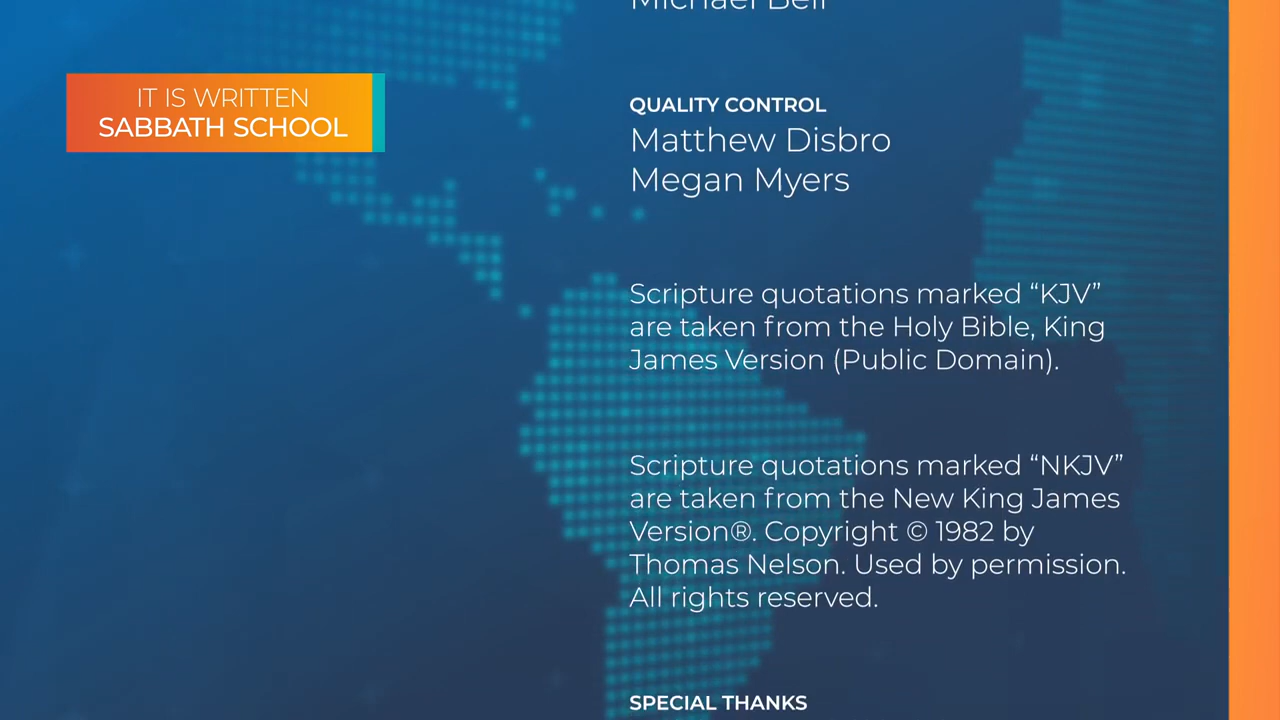 Michael Bell
IT IS WRITTEN
SABBATH SCHOOL
QUALITY CONTROL
Matthew Disbro
Megan Myers
Scripture quotations marked “KJV”
are taken from the Holy Bible, King
James Version (Public Domain).
Scripture quotations marked “NKJV”
are taken from the New King James
Version®. Copyright © 1982 by
Thomas Nelson. Used by permission.
All rights reserved.
SPECIAL THANKS